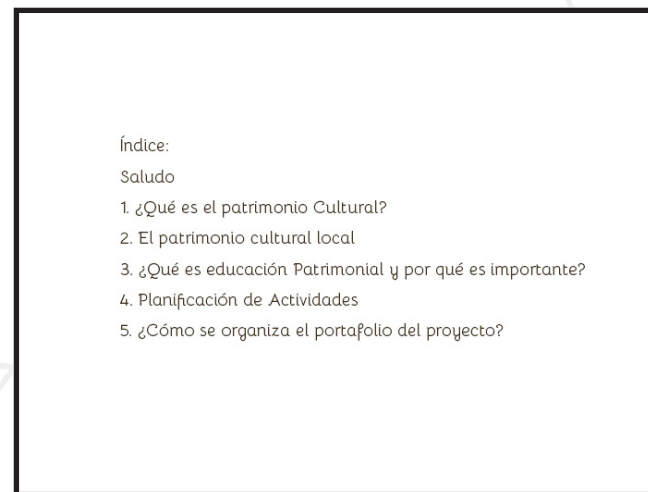 Índice:
Saludo
1. ¿Qué es el patrimonio Cultural?
2. El patrimonio cultural local
3. ¿Qué es educación Patrimonial y por qué es importante?
4. Planificación de Actividades
5. ¿Cómo se organiza el portafolio del proyecto?